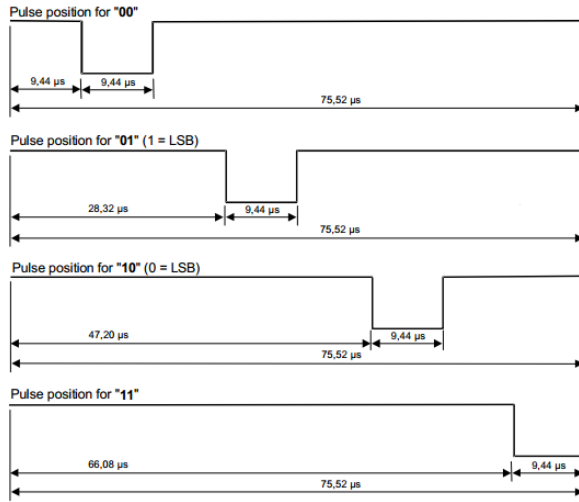 Pulse position for "00"
9,44 µs 9,44 µs
75,52 µs
Pulse position for "01" (1 = LSB)
28,32 µs 9,44 µs
75,52 µs
Pulse position for "10" (0 = LSB)
47,20 µs 9,44 µs
75,52 µs
Pulse position for "11"
66,08 µs 9,44 µs
75,52 µs